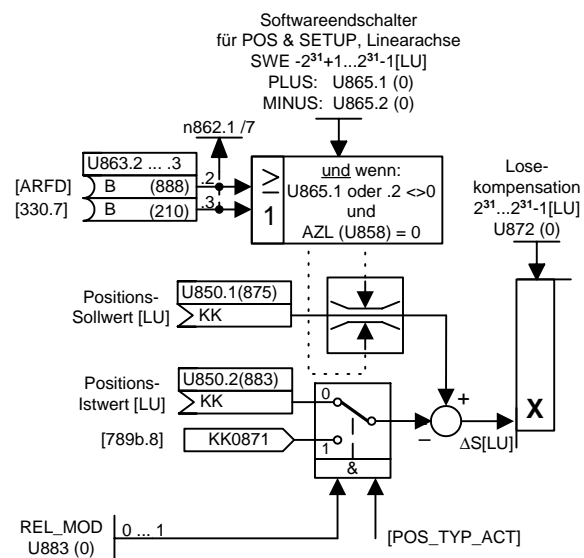 Softwareendschalter
für POS & SETUP, Linearachse
SWE -2³¹+1...2³¹-1[LU]
PLUS: U865.1 (0)
MINUS: U865.2 (0)
n862.1 /7
U863.2 ... .3
[ARFD]
B (888)
.2
[330.7]
B (210)
.3
≥
1
und wenn:
U865.1 oder .2 <>0
und
AZL (U858) = 0
Lose-
kompensation
2³¹...2³¹-1[LU]
U872 (0)
Positions-
Sollwert [LU]
U850.1(875)
KK
Positions-
Istwert [LU]
U850.2(883)
KK
0
[789b.8]
KK0871
1
&
+
−
ΔS[LU]
X
REL_MOD
U883 (0)
0 ... 1
[POS_TYP_ACT]